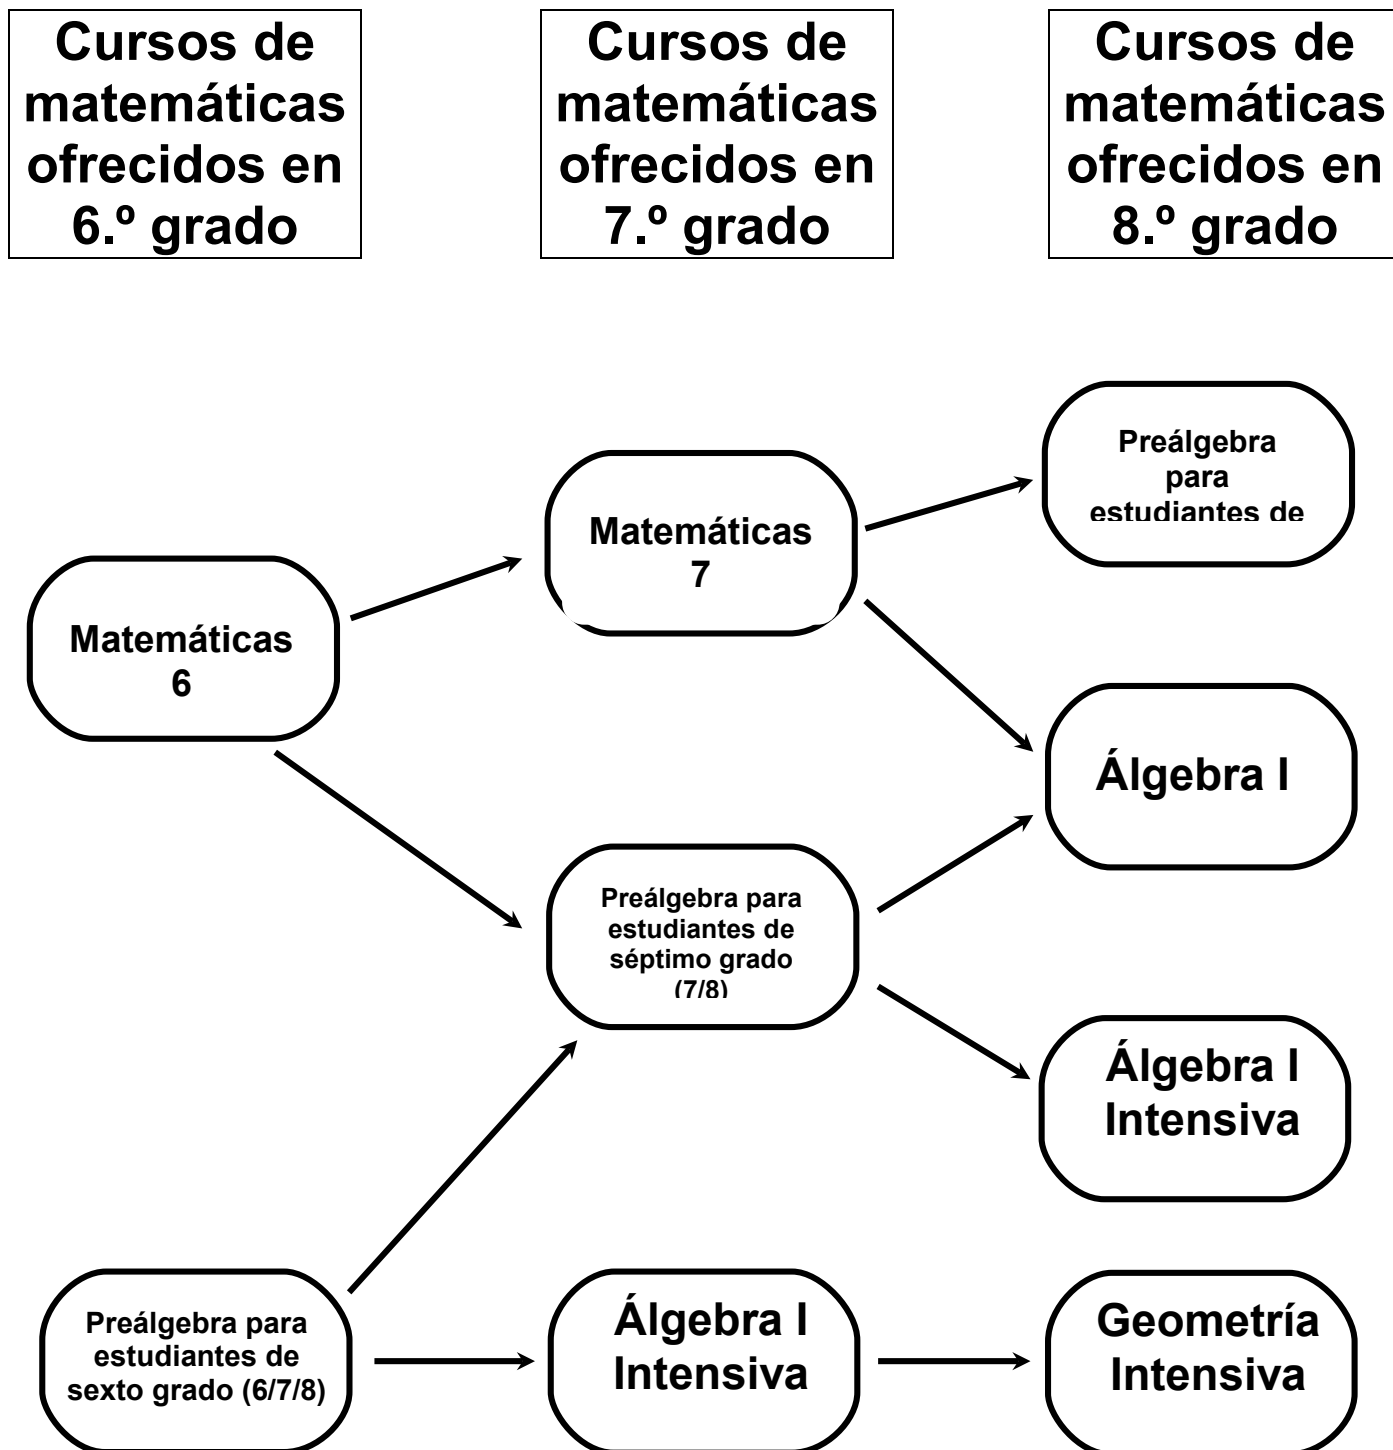 Cursos de
matemáticas
ofrecidos en
6.º grado
Cursos de
matemáticas
ofrecidos en
7.º grado
Cursos de
matemáticas
ofrecidos en
8.º grado
Matemáticas
6
Preálgebra para
estudiantes de
sexto grado (6/7/8)
Matemáticas
7
Preálgebra para
estudiantes de
séptimo grado
(7/8)
Álgebra I
Intensiva
Preálgebra
para
estudiantes de
Álgebra I
Álgebra I
Intensiva
Geometría
Intensiva